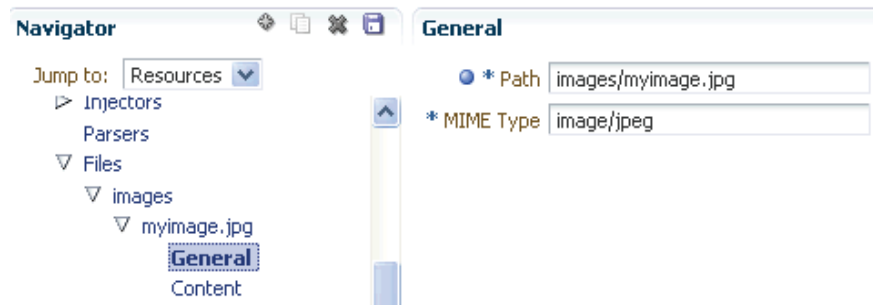 Navigator
Jump to: Resources
Injectors
Parsers
Files
images
myimage.jpg
General
Content
General
* Path images/myimage.jpg
* MIME Type image/jpeg